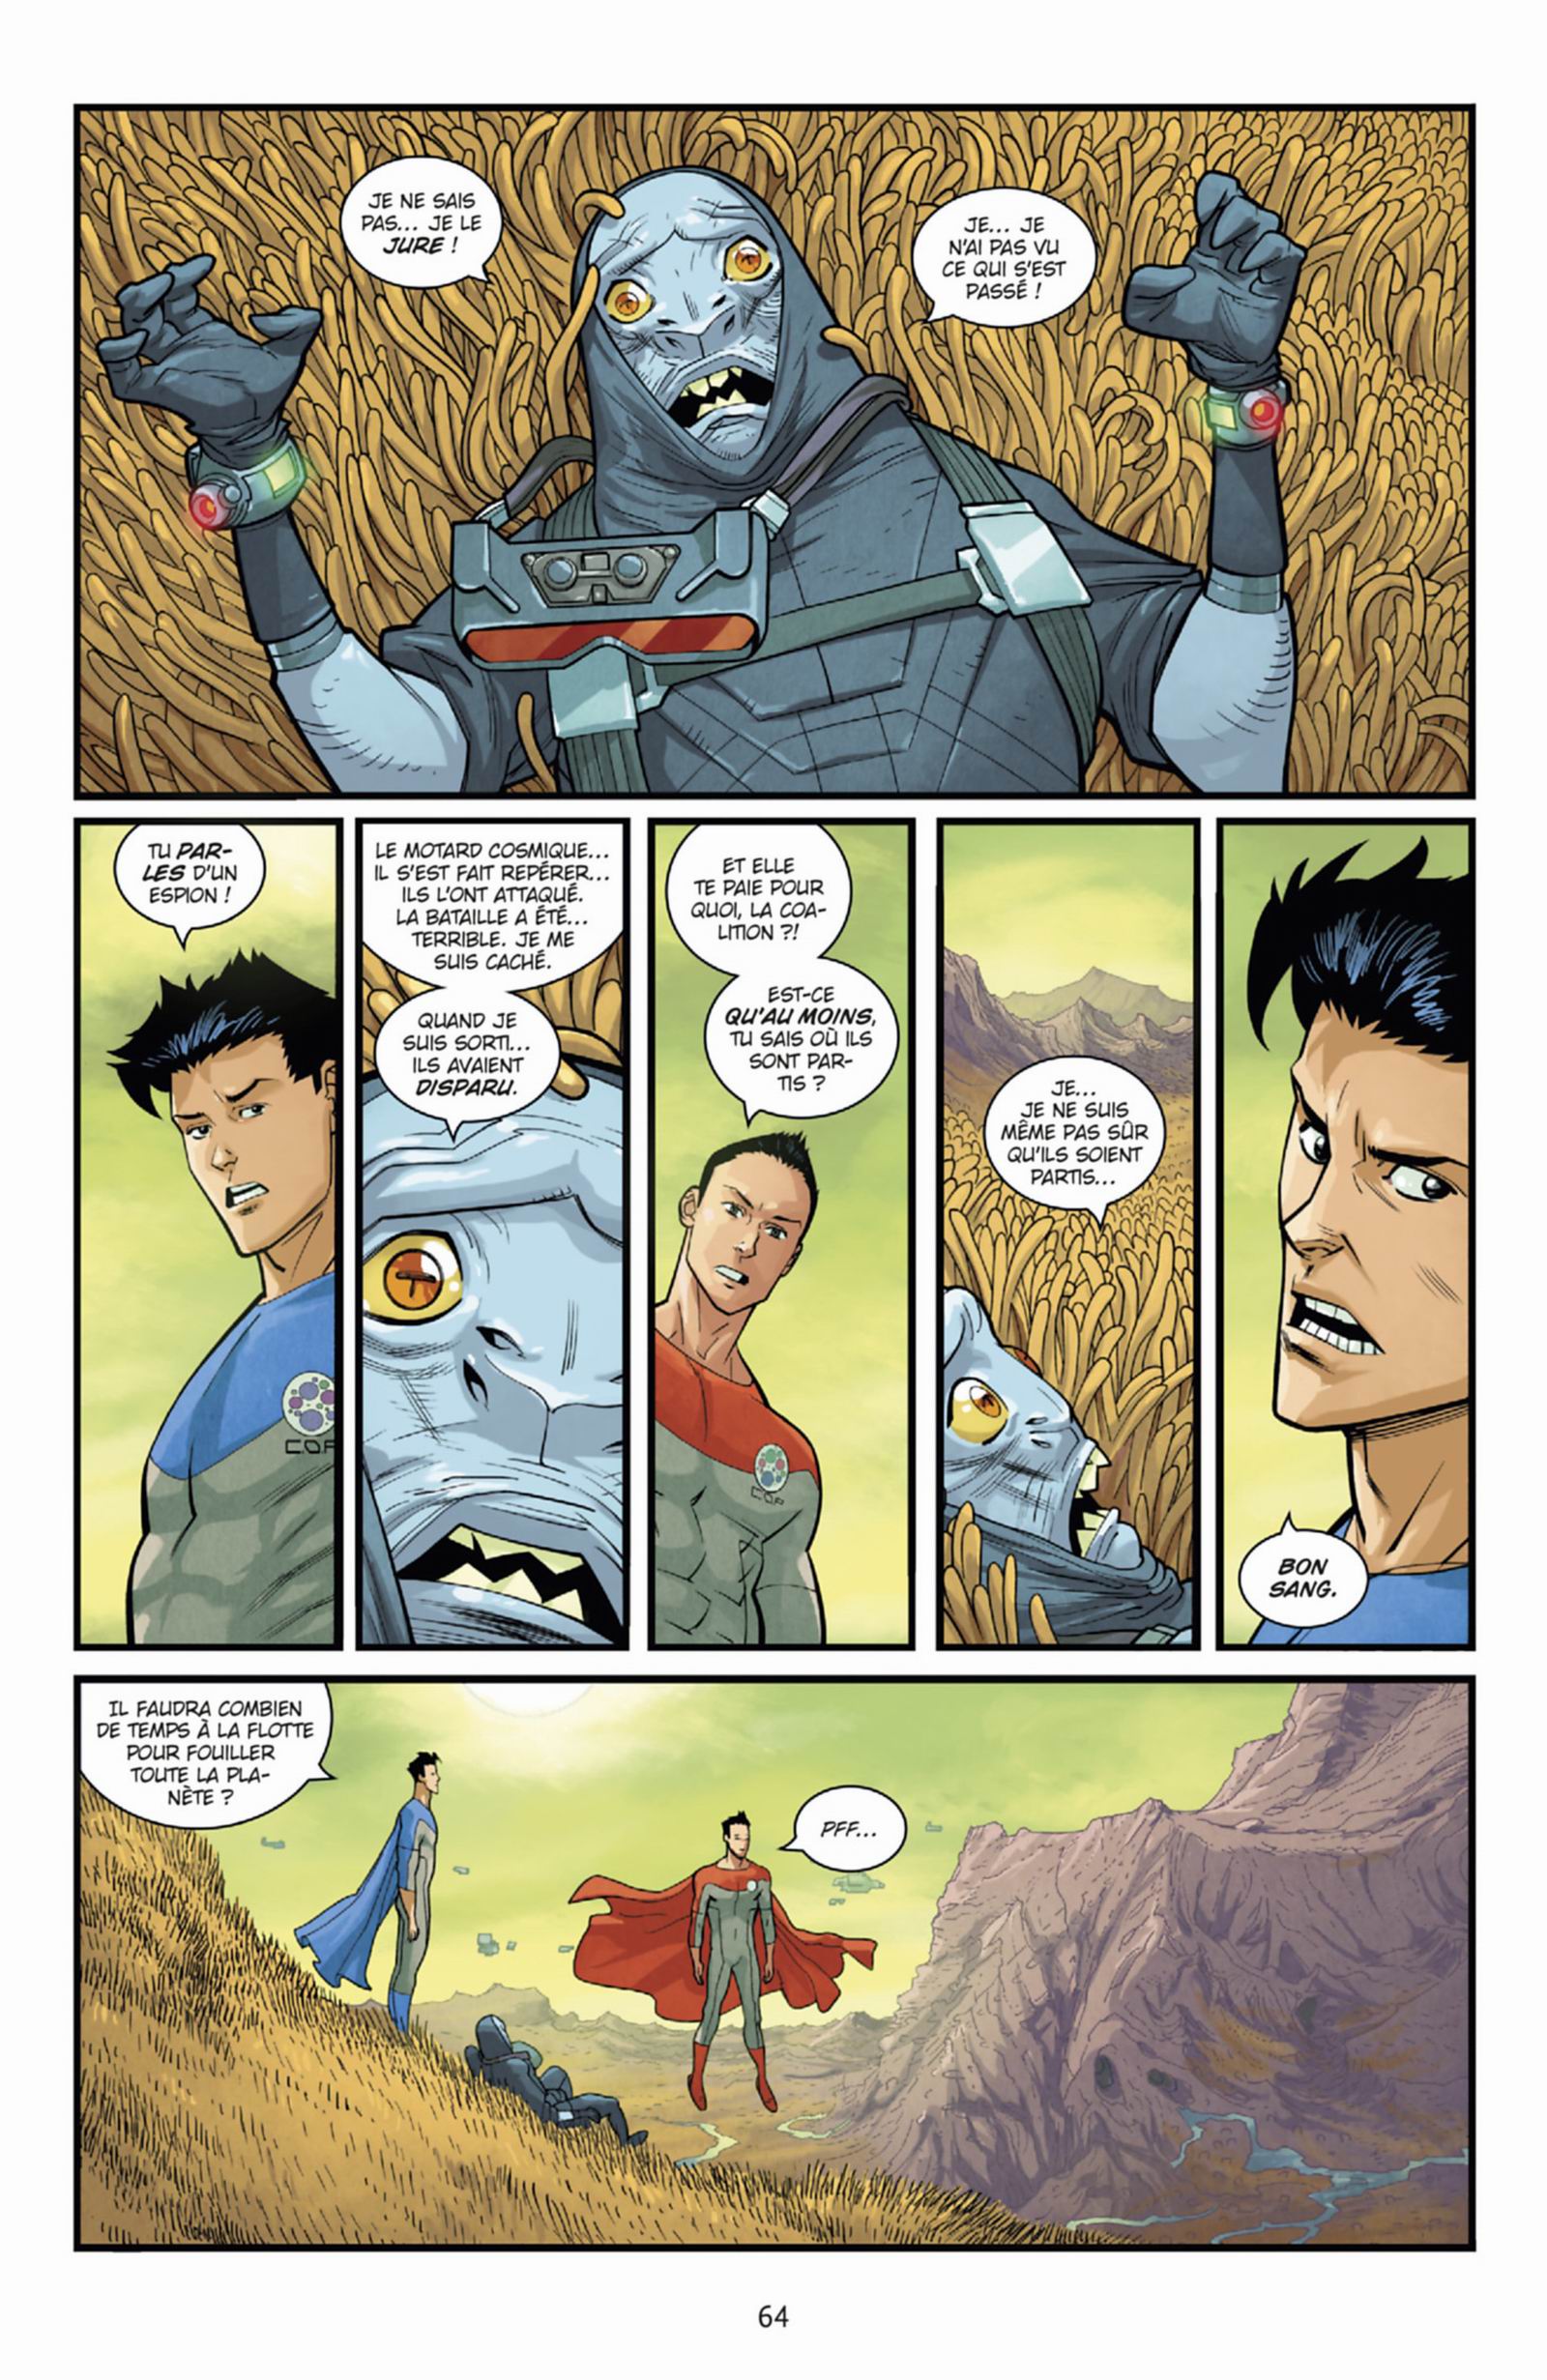 JE NE SAIS
PAS... JE LE
JURE !
JE... JE
N'AI PAS VU
CE QUI S'EST
PASSÉ !
TU PAR-
LES D'UN
ESPION !
COA
LE MOTARD COSMIQUE...
IL S'EST FAIT REPÉRER...
ILS L'ONT ATTAQUÉ.
LA BATAILLE A ÉTÉ...
TERRIBLE. JE ME
SUIS CACHÉ.
QUAND JE
SUIS SORTI...
ILS AVAIENT
DISPARU.
ET ELLE
TE PAIE POUR
QUOI, LA COA-
LITION ?!
EST-CE
QU'AU MOINS,
TU SAIS OÙ ILS
SONT PAR-
TIS ?
COP
JE...
JE NE SUIS
MÊME PAS SÛR
QU'ILS SOIENT
PARTIS...
BON
SANG.
IL FAUDRA COMBIEN
DE TEMPS À LA FLOTTE
POUR FOUILLER
TOUTE LA PLA-
NÈTE ?
PFF...
64